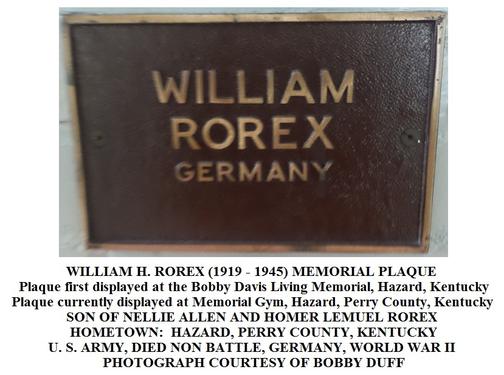 WILLIAM
ROREX
GERMANY
WILLIAM H. ROREX (1919 - 1945) MEMORIAL PLAQUE
Plaque first displayed at the Bobby Davis Living Memorial, Hazard, Kentucky
Plaque currently displayed at Memorial Gym, Hazard, Perry County, Kentucky
SON OF NELLIE ALLEN AND HOMER LEMUEL ROREX
HOMETOWN:  HAZARD, PERRY COUNTY, KENTUCKY
U. S. ARMY, DIED NON BATTLE, GERMANY, WORLD WAR II
PHOTOGRAPH COURTESY OF BOBBY DUFF